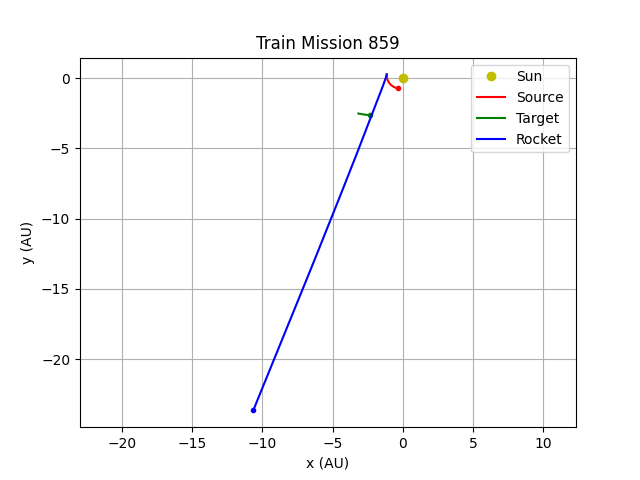 Train Mission 859
Sun
Source
Target
Rocket
0
−5
−10
−15
−20
y (AU)
−20
−15
−10
−5
0
5
10
x (AU)